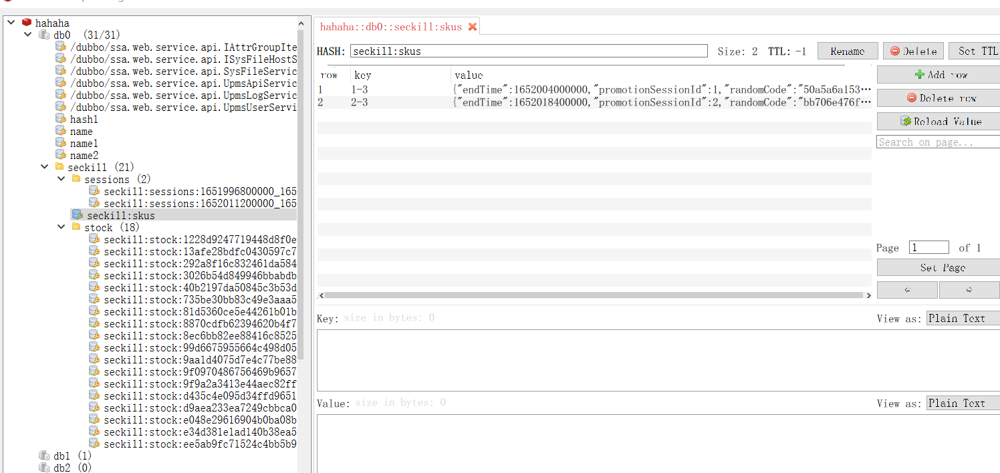 hahaha
db0 (31/31)
/dubbo/ssa.web.service.api.IAttrGroupIte
/dubbo/ssa.web.service.api.ISysFileHostS
/dubbo/ssa.web.service.api.SysFileServic
/dubbo/ssa.web.service.api.UpmsApiServic
/dubbo/ssa.web.service.api.UpmsLogServic
/dubbo/ssa.web.service.api.UpmsUserServi
hash1
name
name1
name2
seckill (21)
sessions (2)
seckill:sessions:1651996800000_165
seckill:sessions:1652011200000_165
seckill:skus
stock (18)
seckill:stock:1228d9247719448d8f0e
seckill:stock:13afe28bdfc0430597c7
seckill:stock:292a8f16c832461da584
seckill:stock:3026b54d849946bbabdb
seckill:stock:40b2197da50845c3b53d
seckill:stock:735be30bb83c49e3aaa5
seckill:stock:81d5360ce5e44261b01b
seckill:stock:8870cdfb62394620b4f7
seckill:stock:8ec6bb82ee88416c8525
seckill:stock:99d6675955664c498d05
seckill:stock:9aa1d4075d7e4c77be88
seckill:stock:9f0970486756469b9657
seckill:stock:9f9a2a3413e44aec82ff
seckill:stock:d435c4e095d34ffd9651
seckill:stock:d9aea233ea7249cbbca0
seckill:stock:e048e29616904b0ba08b
seckill:stock:e34d381e1ad140b38ea5
seckill:stock:ee5ab9fc71524c4bb5b9
db1 (1)
db2 (0)
hahaha::db0::seckill:skus
HASH: seckill:skus Size: 2 TTL: -1 Rename Delete Set TTL
row key value
1 1-3 {"endTime":1652004000000,"promotionSessionId":1,"randomCode":"50a5a6a153…
2 2-3 {"endTime":1652018400000,"promotionSessionId":2,"randomCode":"bb706e476f…
Add row
Delete row
Reload Value
Search on page...
Page 1 of 1
Set Page
Key: size in bytes: 0 View as: Plain Text
Value: size in bytes: 0 View as: Plain Text